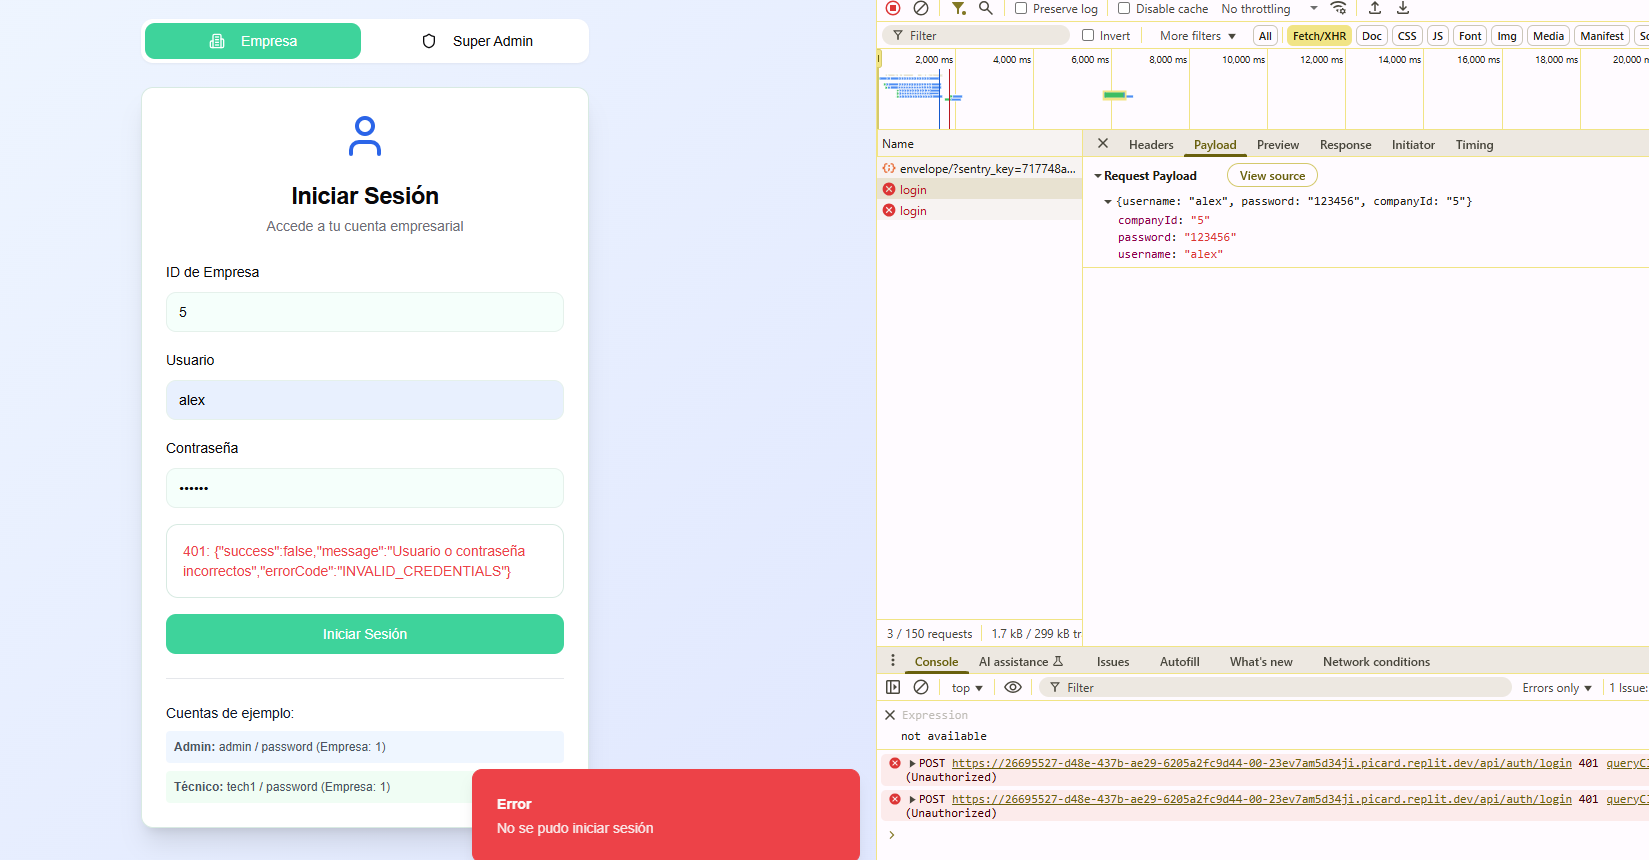 Empresa
Super Admin
Iniciar Sesión
Accede a tu cuenta empresarial
ID de Empresa
5
Usuario
alex
Contraseña
••••••
401: {"success":false,"message":"Usuario o contraseña
incorrectos","errorCode":"INVALID_CREDENTIALS"}
Iniciar Sesión
Cuentas de ejemplo:
Admin: admin / password (Empresa: 1)
Técnico: tech1 / password (Empresa: 1)
Error
No se pudo iniciar sesión
Preserve log
Disable cache
No throttling
Filter
Invert
More filters
All
Fetch/XHR
Doc
CSS
JS
Font
Img
Media
Manifest
2,000 ms
4,000 ms
6,000 ms
8,000 ms
10,000 ms
12,000 ms
14,000 ms
16,000 ms
18,000 ms
20,000
Name
envelope/?sentry_key=717748a...
login
login
Headers
Payload
Preview
Response
Initiator
Timing
Request Payload
View source
{username: "alex", password: "123456", companyId: "5"}
companyId: "5"
password: "123456"
username: "alex"
3 / 150 requests
1.7 kB / 299 kB tr
Console
AI assistance
Issues
Autofill
What's new
Network conditions
top
Filter
Errors only
1 Issue:
Expression
not available
POST https://26695527-d48e-437b-ae29-6205a2fc9d44-00-23ev7am5d34ji.picard.replit.dev/api/auth/login 401
(Unauthorized)
POST https://26695527-d48e-437b-ae29-6205a2fc9d44-00-23ev7am5d34ji.picard.replit.dev/api/auth/login 401
(Unauthorized)